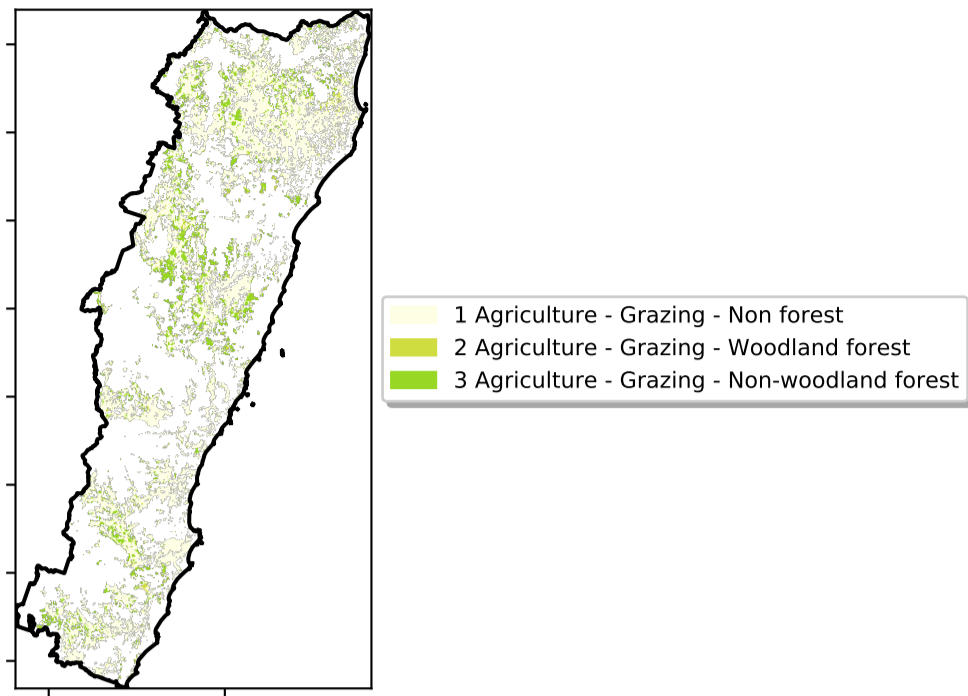 1 Agriculture - Grazing - Non forest
2 Agriculture - Grazing - Woodland forest
3 Agriculture - Grazing - Non-woodland forest